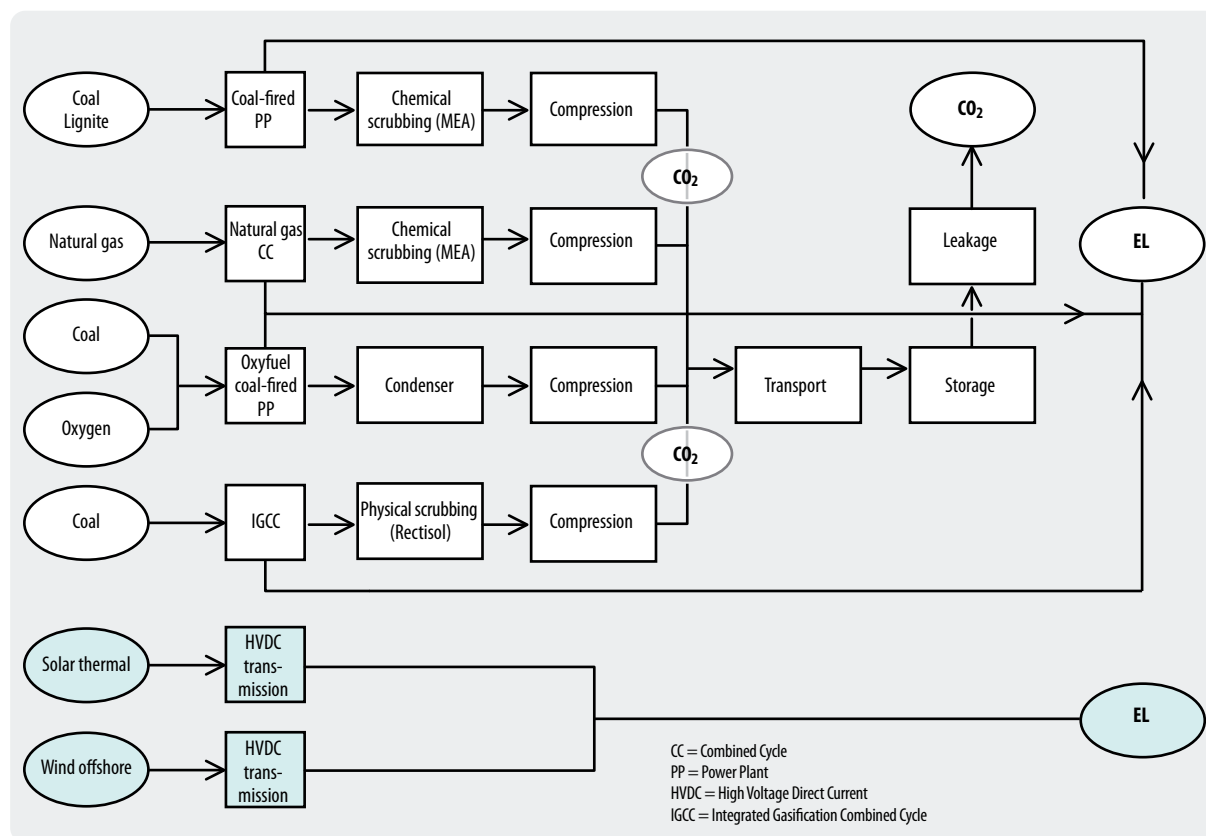 Coal
Lignite
Coal-fired
PP
Chemical
scrubbing (MEA)
Compression
CO₂
CO₂
Natural gas
Natural gas
CC
Chemical
scrubbing (MEA)
Compression
Leakage
EL
Coal
Oxygen
Oxyfuel
coal-fired
PP
Condenser
Compression
Transport
Storage
CO₂
Coal
IGCC
Physical scrubbing
(Rectisol)
Compression
Solar thermal
HVDC
trans-
mission
EL
Wind offshore
HVDC
trans-
mission
CC = Combined Cycle
PP = Power Plant
HVDC = High Voltage Direct Current
IGCC = Integrated Gasification Combined Cycle